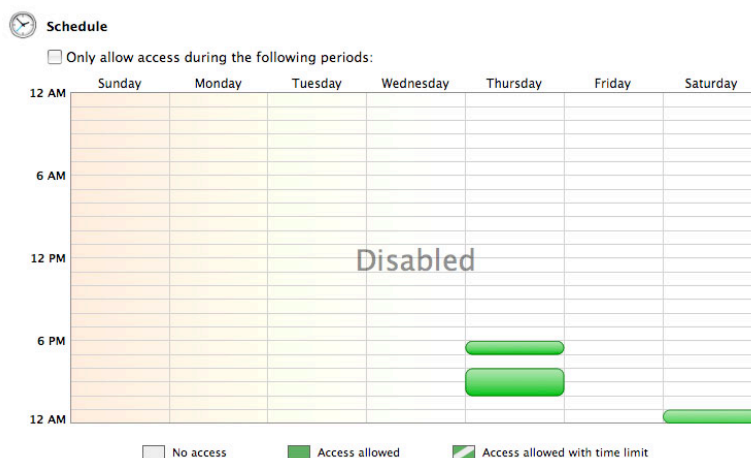 Schedule
Only allow access during the following periods:
Sunday Monday Tuesday Wednesday Thursday Friday Saturday
12 AM
6 AM
12 PM
Disabled
6 PM
12 AM
No access Access allowed Access allowed with time limit